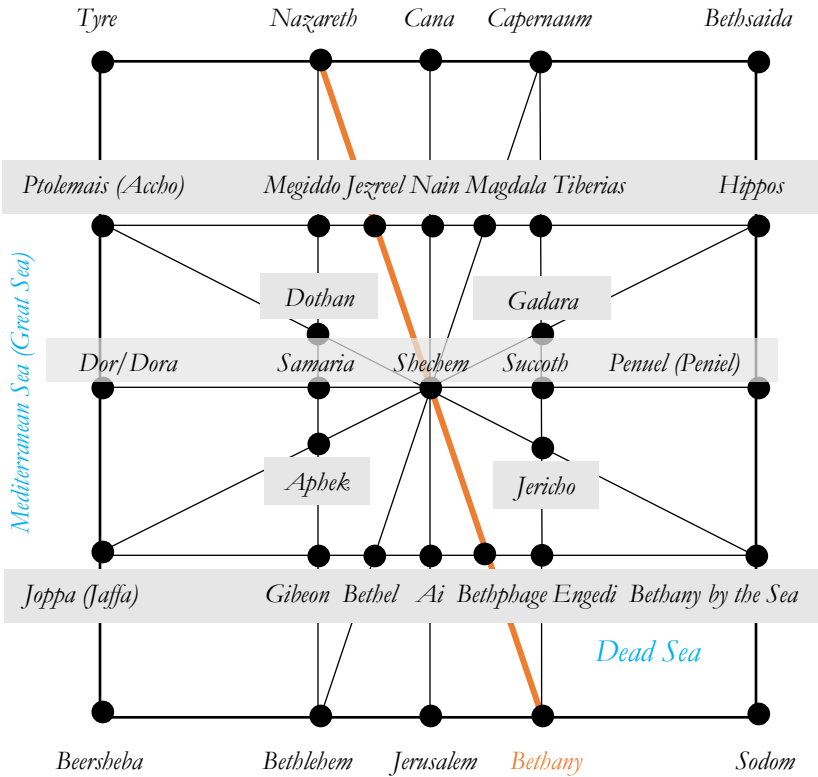 Tyre Nazareth Cana Capernaum Bethsaida
Ptolemais (Accho) Megiddo Jezreel Nain Magdala Tiberias Hippos
Mediterranean Sea (Great Sea)
Dothan Gadara
Dor/Dora Samaria Shechem Succoth Penuel (Peniel)
Aphek Jericho
Joppa (Jaffa) Gibeon Bethel Ai Bethphage Engedi Bethany by the Sea
Dead Sea
Beersheba Bethlehem Jerusalem Bethany Sodom